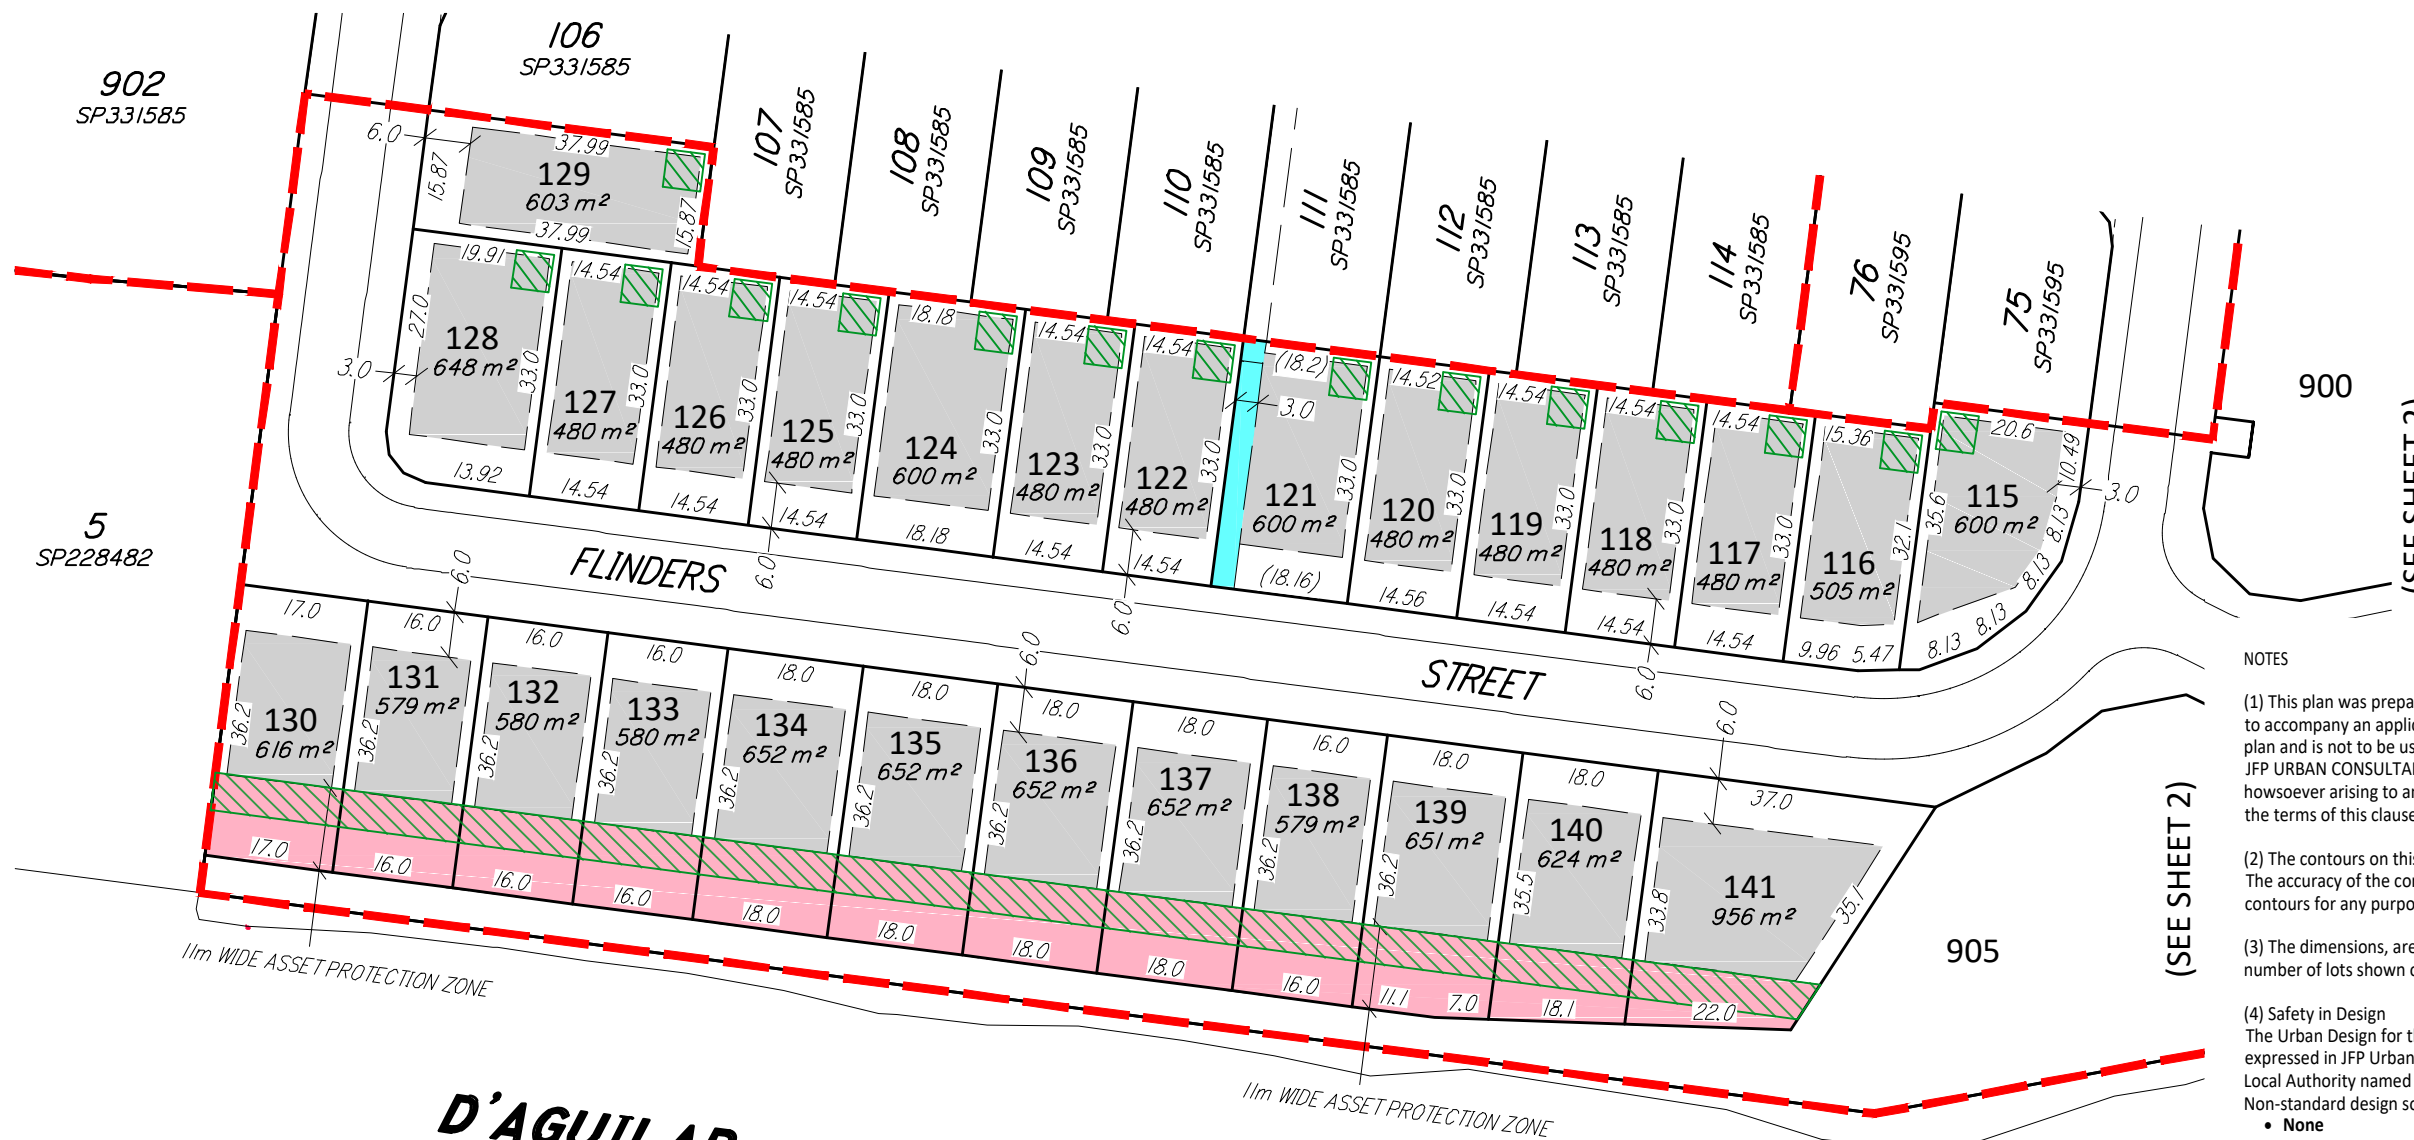 106
SP331585
902
SP331585
107
SP331585
108
SP331585
109
SP331585
110
SP331585
111
SP331585
112
SP331585
113
SP331585
114
SP331585
76
SP331595
75
SP331595
900
(SEE SHEET 2)
6.0
37.99
15.87
129
603 m²
15.87
37.99
19.91
27.0
128
648 m²
33.0
3.0
13.92
14.54
127
480 m²
33.0
14.54
14.54
126
480 m²
33.0
14.54
14.54
125
480 m²
33.0
14.54
18.18
124
600 m²
33.0
18.18
14.54
123
480 m²
33.0
14.54
14.54
122
480 m²
33.0
14.54
(18.2)
3.0
121
600 m²
33.0
(18.16)
14.52
120
480 m²
33.0
14.56
14.54
119
480 m²
33.0
14.54
14.54
118
480 m²
33.0
14.54
14.54
117
480 m²
33.0
14.54
15.36
116
505 m²
32.1
9.96
5.47
20.6
10.49
35.6
115
600 m²
3.0
8.13
8.13
8.13
8.13
5
SP228482
6.0
FLINDERS
6.0
6.0
6.0
STREET
6.0
6.0
17.0
36.2
130
616 m²
17.0
16.0
131
579 m²
36.2
16.0
16.0
132
580 m²
36.2
16.0
16.0
133
580 m²
36.2
16.0
18.0
134
652 m²
36.2
18.0
18.0
135
652 m²
36.2
18.0
18.0
136
652 m²
36.2
18.0
18.0
137
652 m²
36.2
18.0
16.0
138
579 m²
36.2
16.0
18.0
139
651 m²
36.2
11.1
7.0
18.0
140
624 m²
35.5
18.1
37.0
141
956 m²
33.8
35.1
22.0
905
(SEE SHEET 2)
11m WIDE ASSET PROTECTION ZONE
11m WIDE ASSET PROTECTION ZONE
D'AGUILAR
NOTES
(1) This plan was prepa
to accompany an applic
plan and is not to be us
JFP URBAN CONSULTA
howsoever arising to a
the terms of this clause
(2) The contours on this
The accuracy of the co
contours for any purpo
(3) The dimensions, are
number of lots shown
(4) Safety in Design
The Urban Design for t
expressed in JFP Urban
Local Authority named
Non-standard design s
• None